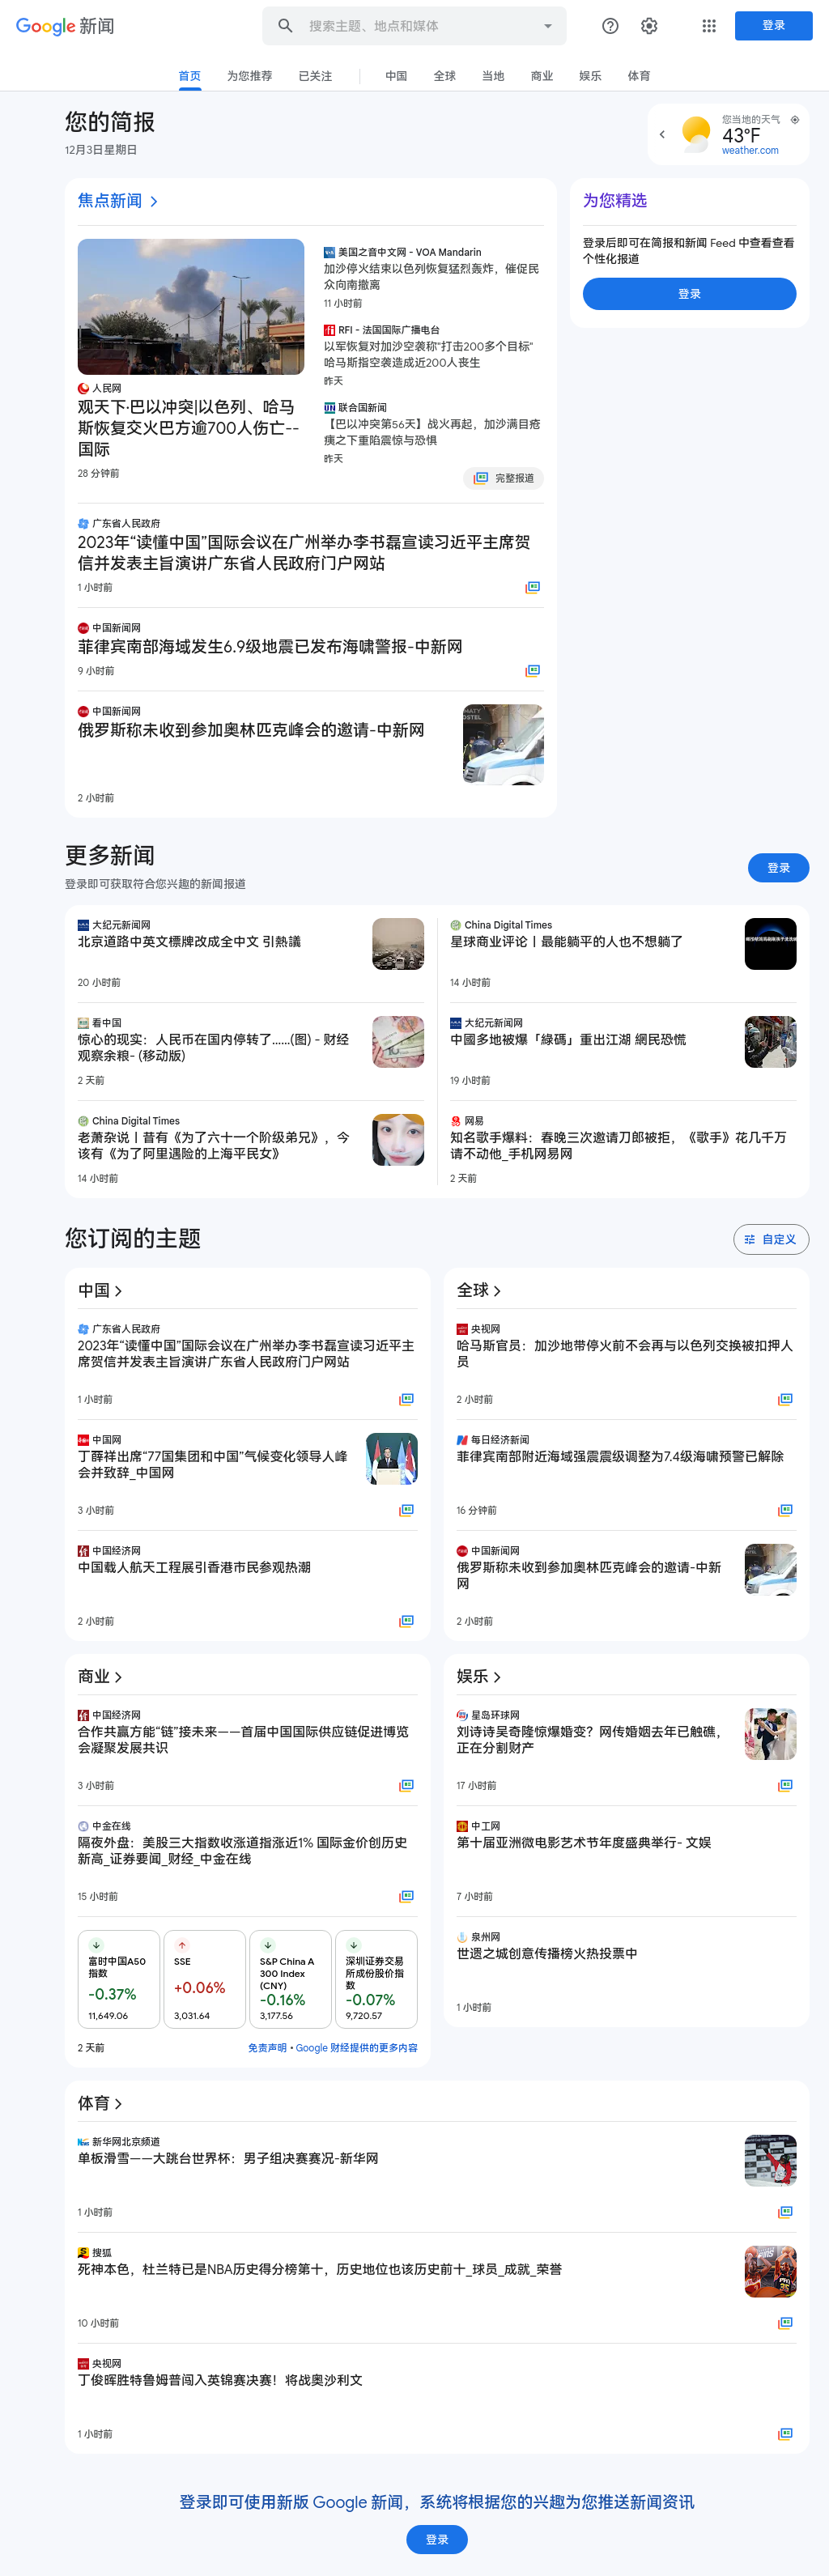 Google 新闻
搜索主题、地点和媒体
登录
首页
为您推荐
已关注
中国
全球
当地
商业
娱乐
体育
您的简报
12月3日星期日
您当地的天气
43°F
weather.com
焦点新闻
人民网
观天下·巴以冲突|以色列、哈马
斯恢复交火巴方逾700人伤亡--
国际
28 分钟前
美国之音中文网 - VOA Mandarin
加沙停火结束以色列恢复猛烈轰炸，催促民
众向南撤离
11 小时前
RFI - 法国国际广播电台
以军恢复对加沙空袭称"打击200多个目标"
哈马斯指空袭造成近200人丧生
昨天
联合国新闻
【巴以冲突第56天】战火再起，加沙满目疮
痍之下重陷震惊与恐惧
昨天
完整报道
广东省人民政府
2023年“读懂中国”国际会议在广州举办李书磊宣读习近平主席贺
信并发表主旨演讲广东省人民政府门户网站
1 小时前
中国新闻网
菲律宾南部海域发生6.9级地震已发布海啸警报-中新网
9 小时前
中国新闻网
俄罗斯称未收到参加奥林匹克峰会的邀请-中新网
2 小时前
为您精选
登录后即可在简报和新闻 Feed 中查看查看
个性化报道
登录
更多新闻
登录即可获取符合您兴趣的新闻报道
登录
大纪元新闻网
北京道路中英文標牌改成全中文 引熱議
20 小时前
看中国
惊心的现实：人民币在国内停转了……(图) - 财经
观察余粮- (移动版)
2 天前
China Digital Times
老萧杂说丨昔有《为了六十一个阶级弟兄》，今
该有《为了阿里遇险的上海平民女》
14 小时前
China Digital Times
星球商业评论丨最能躺平的人也不想躺了
14 小时前
大纪元新闻网
中國多地被爆「綠碼」重出江湖 網民恐慌
19 小时前
网易
知名歌手爆料：春晚三次邀请刀郎被拒，《歌手》花几千万
请不动他_手机网易网
2 天前
您订阅的主题
自定义
中国
广东省人民政府
2023年“读懂中国”国际会议在广州举办李书磊宣读习近平主
席贺信并发表主旨演讲广东省人民政府门户网站
1 小时前
中国网
丁薛祥出席“77国集团和中国”气候变化领导人峰
会并致辞_中国网
3 小时前
中国经济网
中国载人航天工程展引香港市民参观热潮
2 小时前
全球
央视网
哈马斯官员：加沙地带停火前不会再与以色列交换被扣押人
员
2 小时前
每日经济新闻
菲律宾南部附近海域强震震级调整为7.4级海啸预警已解除
16 分钟前
中国新闻网
俄罗斯称未收到参加奥林匹克峰会的邀请-中新
网
2 小时前
商业
中国经济网
合作共赢方能“链”接未来——首届中国国际供应链促进博览
会凝聚发展共识
3 小时前
中金在线
隔夜外盘：美股三大指数收涨道指涨近1% 国际金价创历史
新高_证券要闻_财经_中金在线
15 小时前
富时中国A50
指数
-0.37%
11,649.06
SSE
+0.06%
3,031.64
S&P China A
300 Index
(CNY)
-0.16%
3,177.56
深圳证券交易
所成份股价指
数
-0.07%
9,720.57
2 天前
免责声明 • Google 财经提供的更多内容
娱乐
星岛环球网
刘诗诗吴奇隆惊爆婚变？网传婚姻去年已触礁，
正在分割财产
17 小时前
中工网
第十届亚洲微电影艺术节年度盛典举行- 文娱
7 小时前
泉州网
世遗之城创意传播榜火热投票中
1 小时前
体育
新华网北京频道
单板滑雪——大跳台世界杯：男子组决赛赛况-新华网
1 小时前
搜狐
死神本色，杜兰特已是NBA历史得分榜第十，历史地位也该历史前十_球员_成就_荣誉
10 小时前
央视网
丁俊晖胜特鲁姆普闯入英锦赛决赛！将战奥沙利文
1 小时前
登录即可使用新版 Google 新闻，系统将根据您的兴趣为您推送新闻资讯
登录